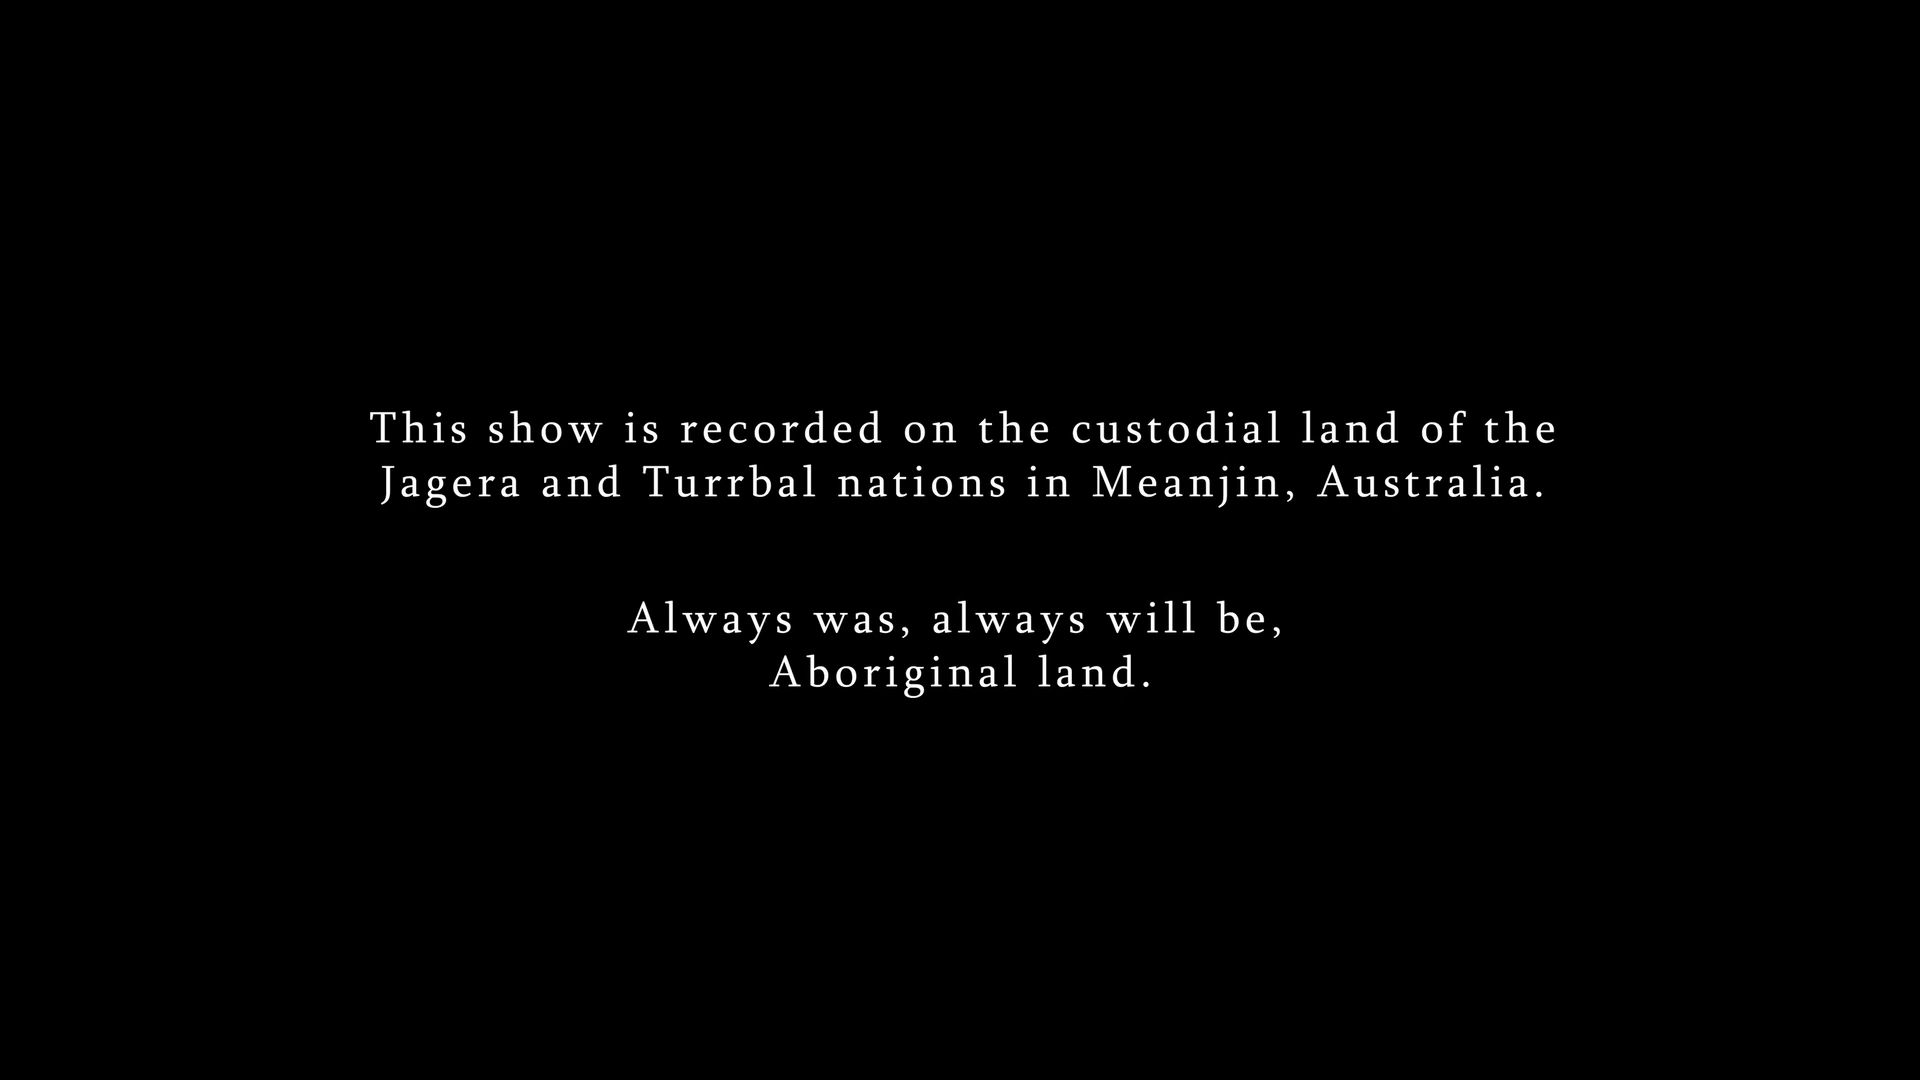 This show is recorded on the custodial land of the
Jagera and Turrbal nations in Meanjin, Australia.
Always was, always will be,
Aboriginal land.